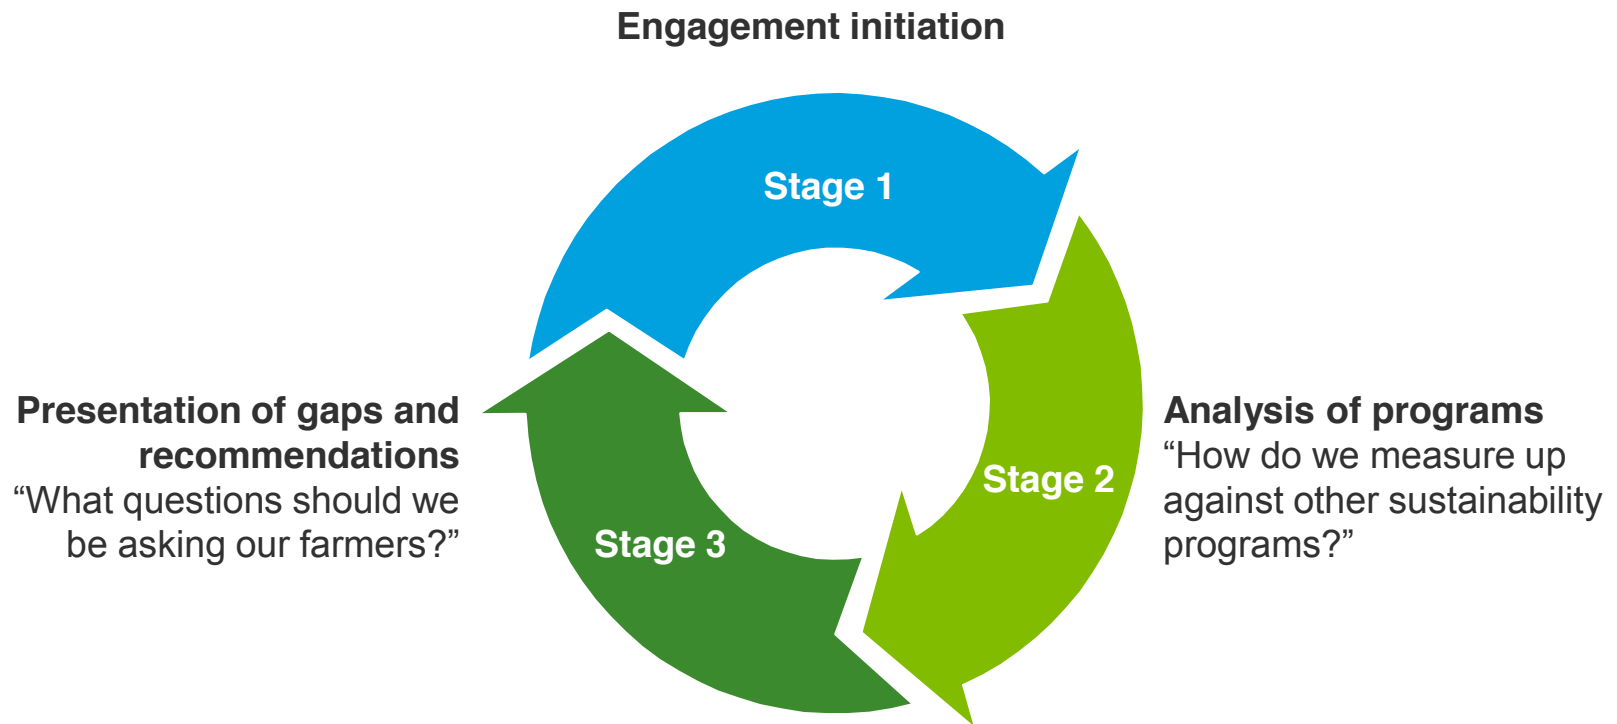 Engagement initiation
Stage 1
Stage 2
Analysis of programs
“How do we measure up
against other sustainability
programs?”
Stage 3
Presentation of gaps and
recommendations
“What questions should we
be asking our farmers?”